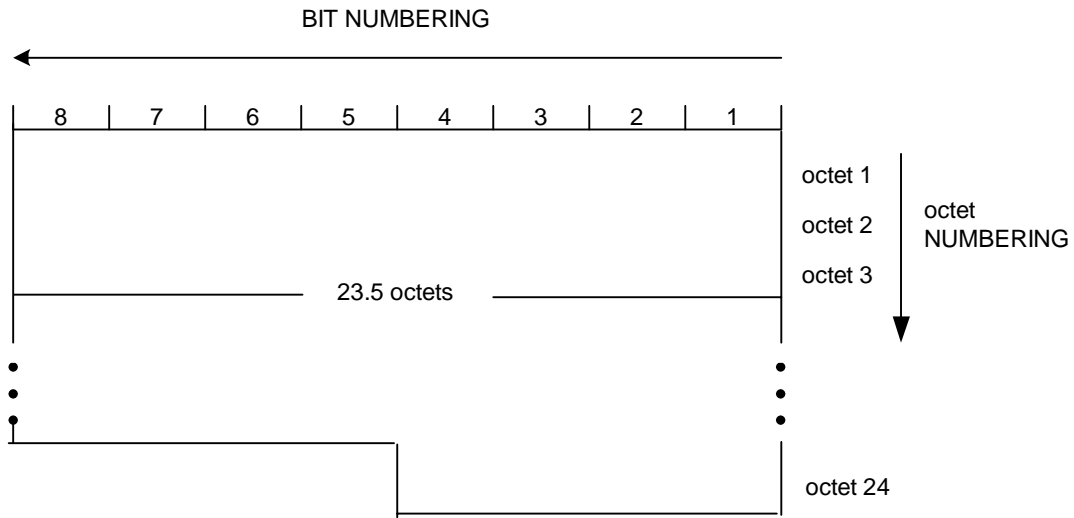 BIT NUMBERING
8 7 6 5 4 3 2 1
octet 1
octet 2
octet 3
octet
NUMBERING
23.5 octets
octet 24